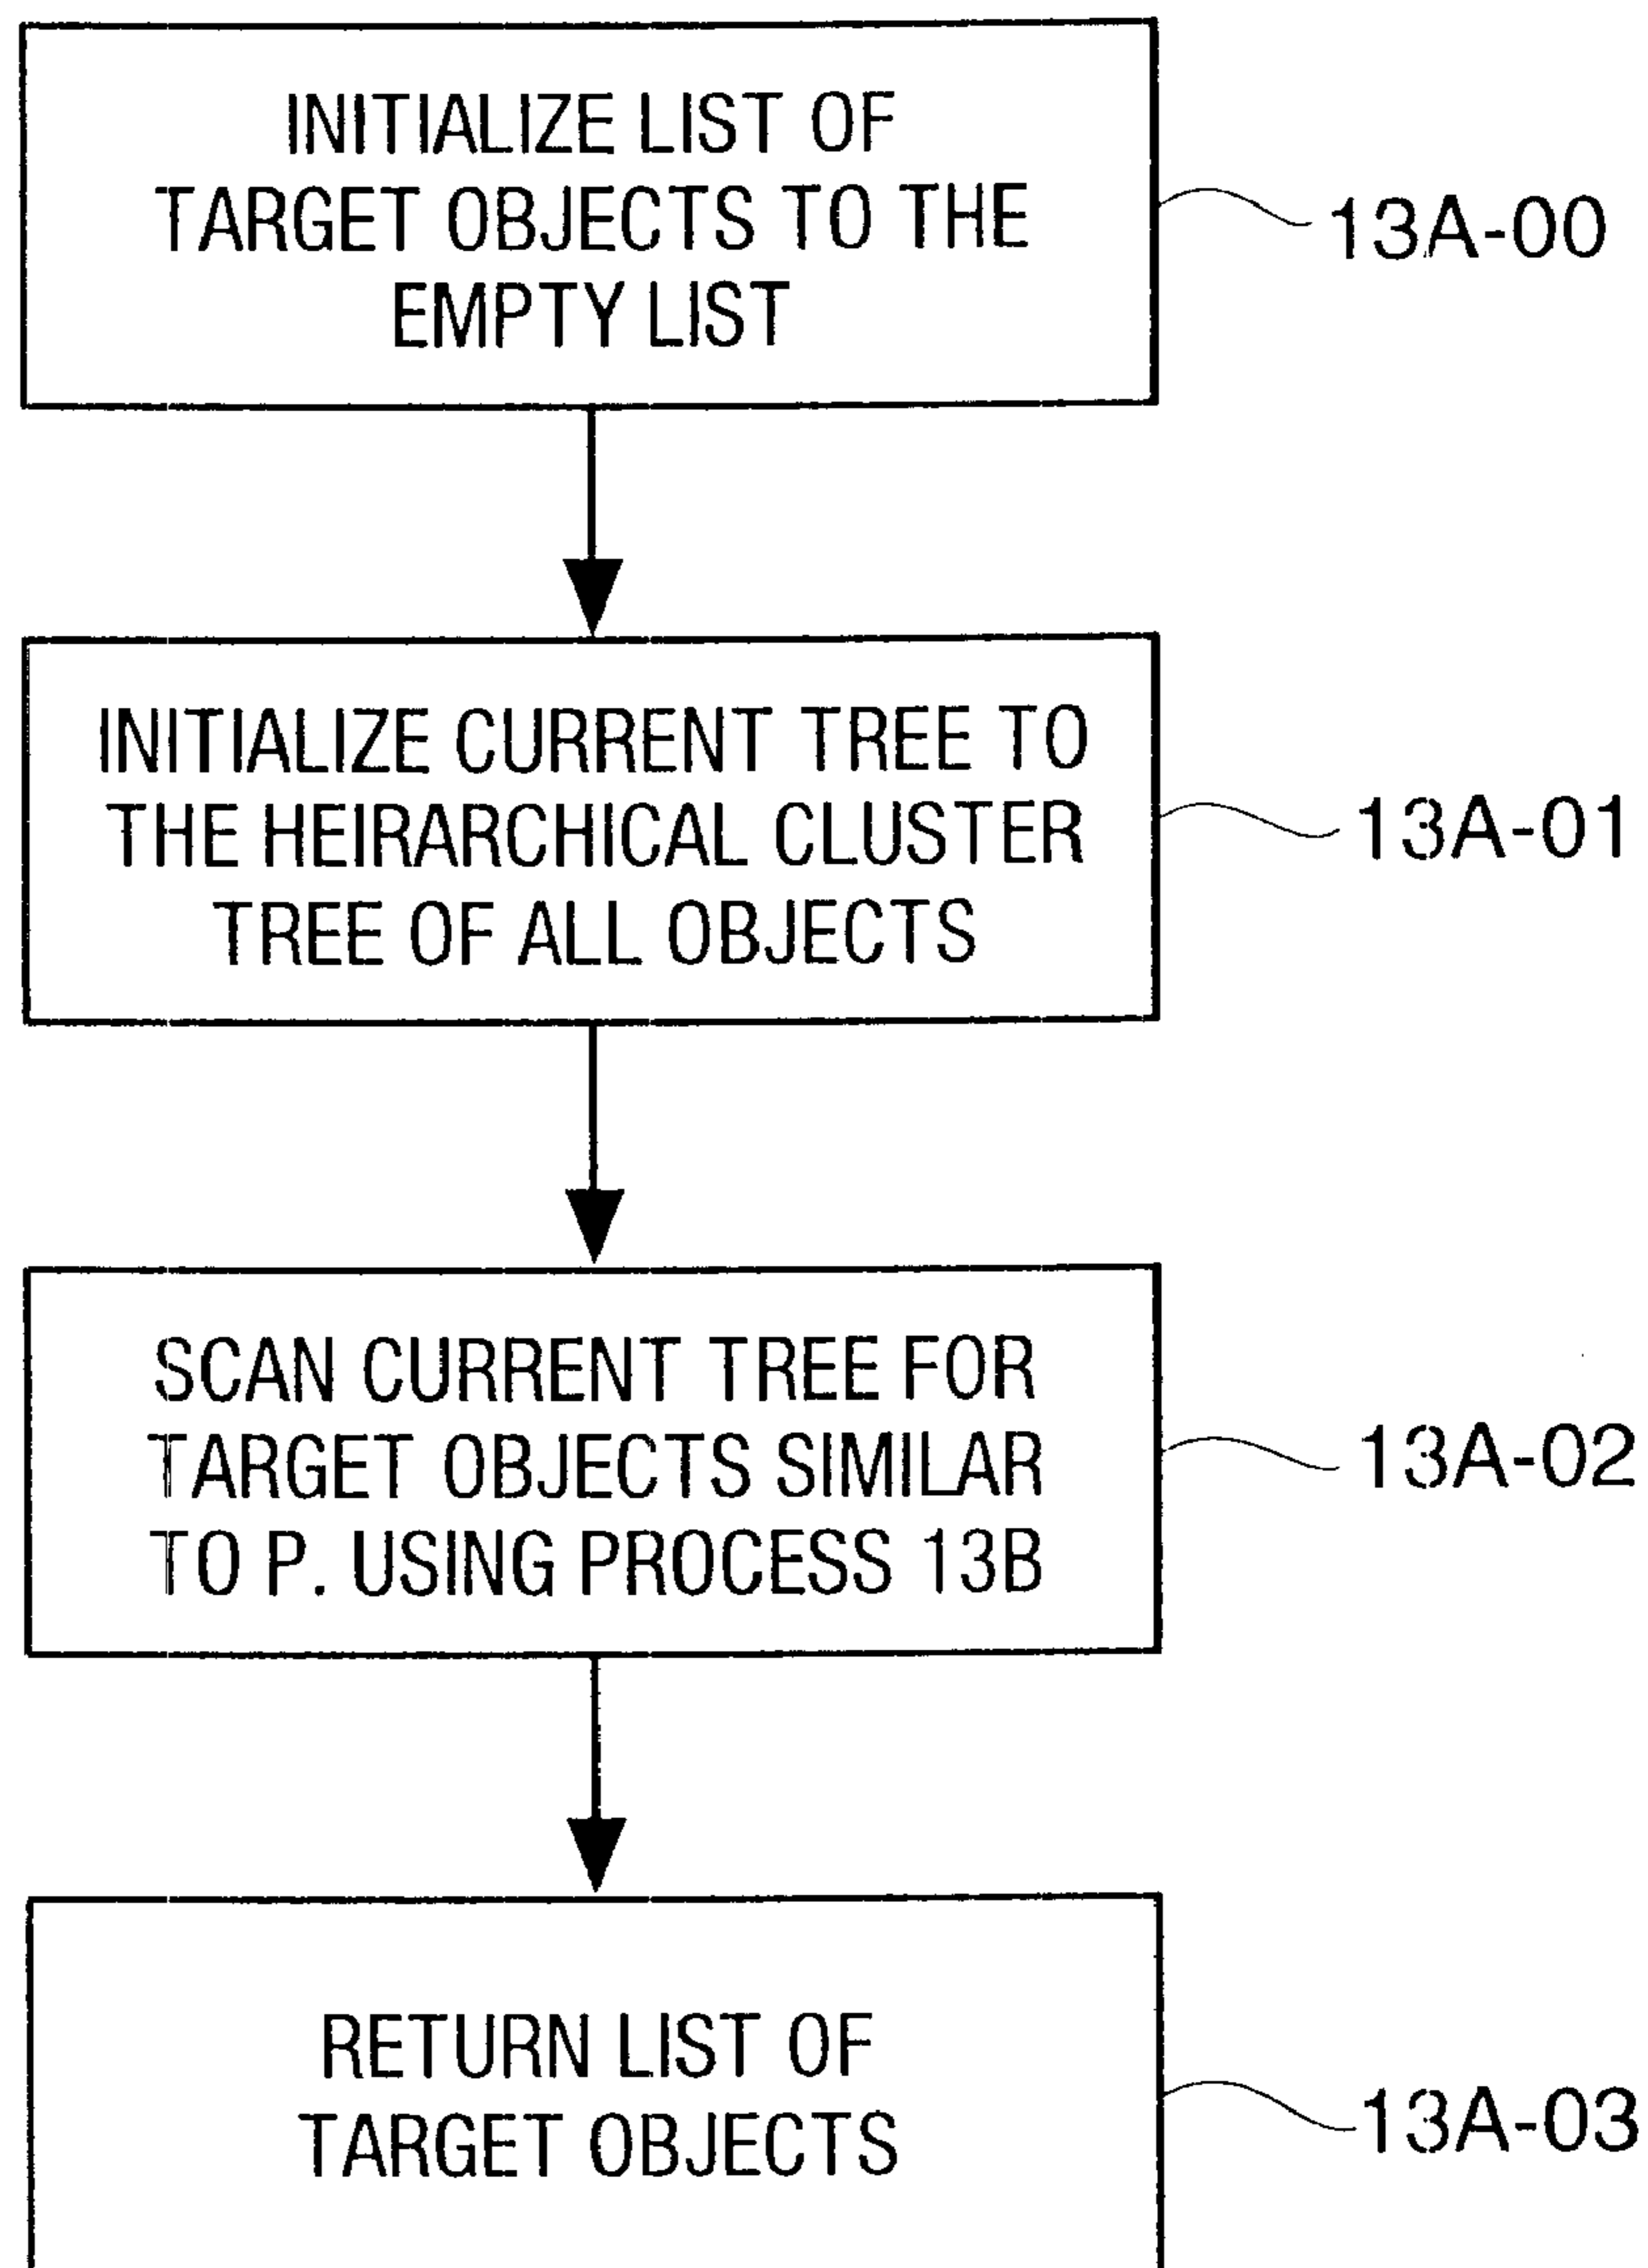 INITIALIZE LIST OF
TARGET OBJECTS TO THE
EMPTY LIST
13A-00
INITIALIZE CURRENT TREE TO
THE HEIRARCHICAL CLUSTER
TREE OF ALL OBJECTS
13A-01
SCAN CURRENT TREE FOR
TARGET OBJECTS SIMILAR
TO P. USING PROCESS 13B
13A-02
RETURN LIST OF
TARGET OBJECTS
13A-03